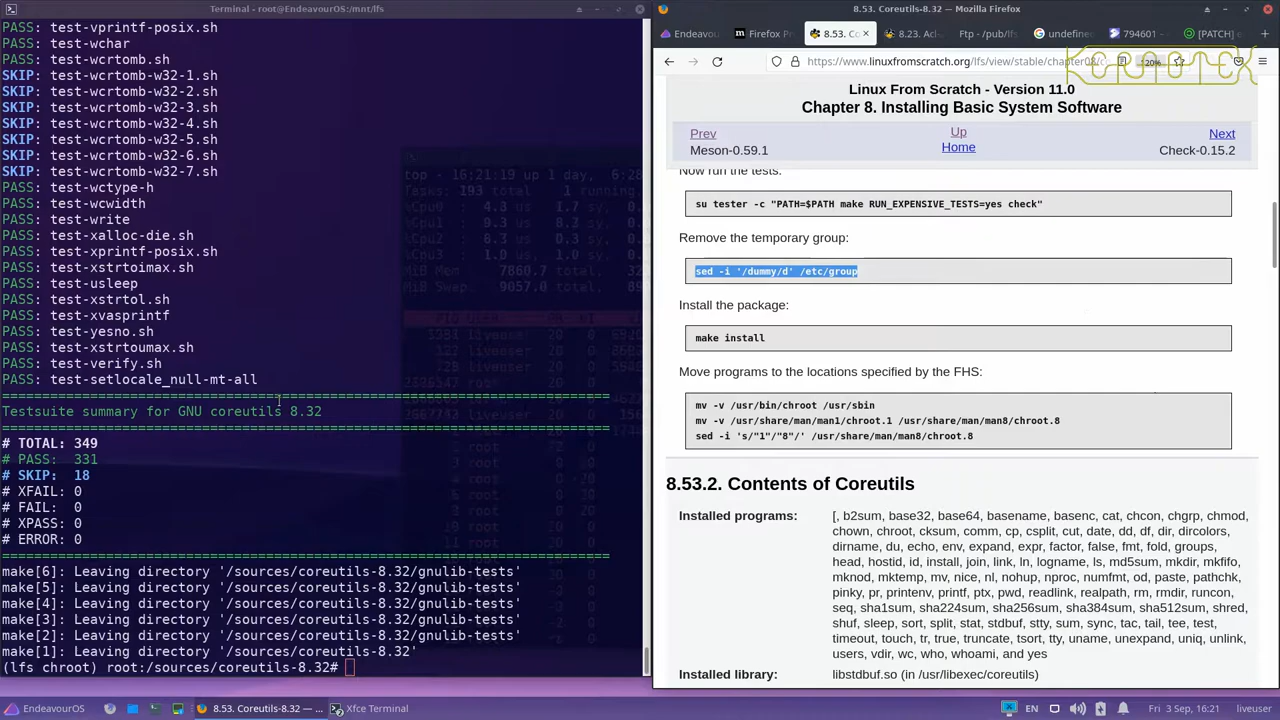 Terminal - root@EndeavourOS:/mnt/lfs
PASS: test-vprintf-posix.sh
PASS: test-wchar
PASS: test-wcrtomb.sh
SKIP: test-wcrtomb-w32-1.sh
SKIP: test-wcrtomb-w32-2.sh
SKIP: test-wcrtomb-w32-3.sh
SKIP: test-wcrtomb-w32-4.sh
SKIP: test-wcrtomb-w32-5.sh
SKIP: test-wcrtomb-w32-6.sh
SKIP: test-wcrtomb-w32-7.sh
PASS: test-wctype-h
PASS: test-wcwidth
PASS: test-write
PASS: test-xalloc-die.sh
PASS: test-xprintf-posix.sh
PASS: test-xstrtoimax.sh
PASS: test-usleep
PASS: test-xstrtol.sh
PASS: test-xvasprintf
PASS: test-yesno.sh
PASS: test-xstrtoumax.sh
PASS: test-verify.sh
PASS: test-setlocale_null-mt-all
============================================================================
Testsuite summary for GNU coreutils 8.32
============================================================================
# TOTAL: 349
# PASS:  331
# SKIP:  18
# XFAIL: 0
# FAIL:  0
# XPASS: 0
# ERROR: 0
============================================================================
make[6]: Leaving directory '/sources/coreutils-8.32/gnulib-tests'
make[5]: Leaving directory '/sources/coreutils-8.32/gnulib-tests'
make[4]: Leaving directory '/sources/coreutils-8.32/gnulib-tests'
make[3]: Leaving directory '/sources/coreutils-8.32/gnulib-tests'
make[2]: Leaving directory '/sources/coreutils-8.32/gnulib-tests'
make[1]: Leaving directory '/sources/coreutils-8.32'
(lfs chroot) root:/sources/coreutils-8.32#
8.53. Coreutils-8.32 — Mozilla Firefox
Endeavou
Firefox Pr
8.53. Co
8.23. Ac
Ftp - pub/lfs
undefined
794601 -
[PATCH] e
https://www.linuxfromscratch.org/lfs/view/stable/chapter08/c
120%
Linux From Scratch - Version 11.0
Chapter 8. Installing Basic System Software
Prev Up Next
Meson-0.59.1 Home Check-0.15.2
Now run the tests:
su tester -c "PATH=$PATH make RUN_EXPENSIVE_TESTS=yes check"
Remove the temporary group:
sed -i '/dummy/d' /etc/group
Install the package:
make install
Move programs to the locations specified by the FHS:
mv -v /usr/bin/chroot /usr/sbin
mv -v /usr/share/man/man1/chroot.1 /usr/share/man/man8/chroot.8
sed -i 's/"1"/"8"/' /usr/share/man/man8/chroot.8
8.53.2. Contents of Coreutils
Installed programs: [, b2sum, base32, base64, basename, basenc, cat, chcon, chgrp, chmod,
chown, chroot, cksum, comm, cp, csplit, cut, date, dd, df, dir, dircolors,
dirname, du, echo, env, expand, expr, factor, false, fmt, fold, groups,
head, hostid, id, install, join, link, ln, logname, ls, md5sum, mkdir, mkfifo,
mknod, mktemp, mv, nice, nl, nohup, nproc, numfmt, od, paste, pathchk,
pinky, pr, printenv, printf, ptx, pwd, readlink, realpath, rm, rmdir, runcon,
seq, sha1sum, sha224sum, sha256sum, sha384sum, sha512sum, shred,
shuf, sleep, sort, split, stat, stdbuf, stty, sum, sync, tac, tail, tee, test,
timeout, touch, tr, true, truncate, tsort, tty, uname, unexpand, uniq, unlink,
users, vdir, wc, who, whoami, and yes
Installed library: libstdbuf.so (in /usr/libexec/coreutils)
EndeavourOS
8.53. Coreutils-8.32 — ...
Xfce Terminal
EN
Fri 3 Sep, 16:21
liveuser